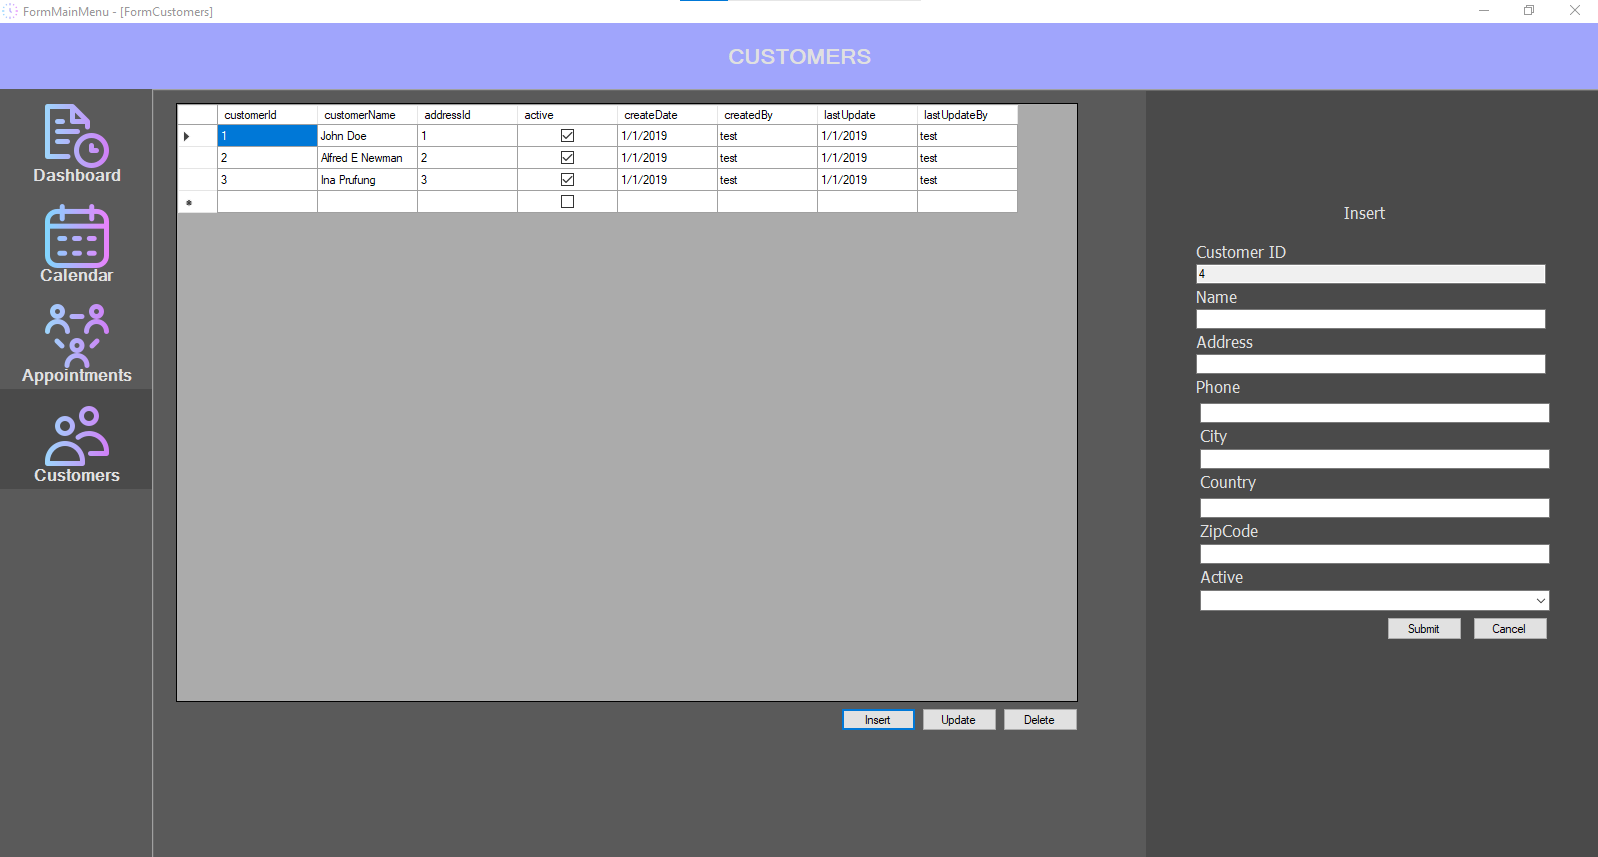 FormMainMenu - [FormCustomers]
CUSTOMERS
Dashboard
Calendar
Appointments
Customers
customerId customerName addressId active createDate createdBy lastUpdate lastUpdateBy
1 John Doe 1 1/1/2019 test 1/1/2019 test
2 Alfred E Newman 2 1/1/2019 test 1/1/2019 test
3 Ina Prufung 3 1/1/2019 test 1/1/2019 test
Insert Update Delete
Insert
Customer ID
4
Name
Address
Phone
City
Country
ZipCode
Active
Submit Cancel